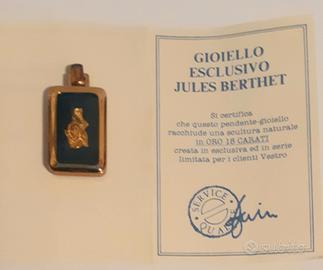 GIOIELLO
ESCLUSIVO
JULES BERTHET
Si certifica
che questo pendente-gioiello
racchiude una scultura naturale
in ORO 18 CARATI
creata in esclusiva ed in serie
limitata per i clienti Vestro
SERVICE